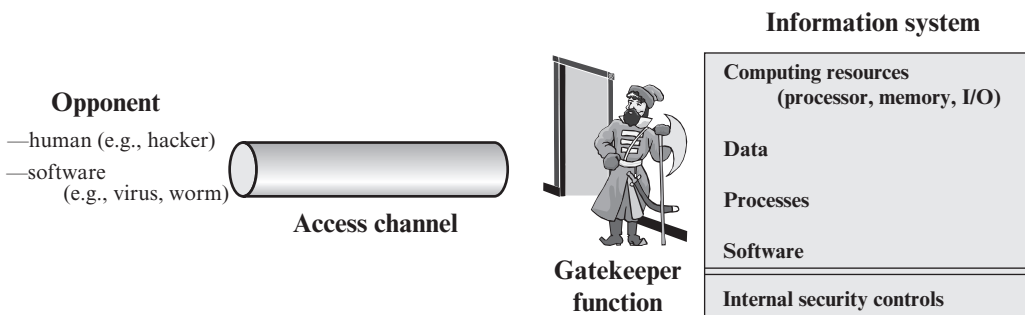 Information system
Opponent
—human (e.g., hacker)
—software
(e.g., virus, worm)
Access channel
Gatekeeper
function
Computing resources
(processor, memory, I/O)
Data
Processes
Software
Internal security controls